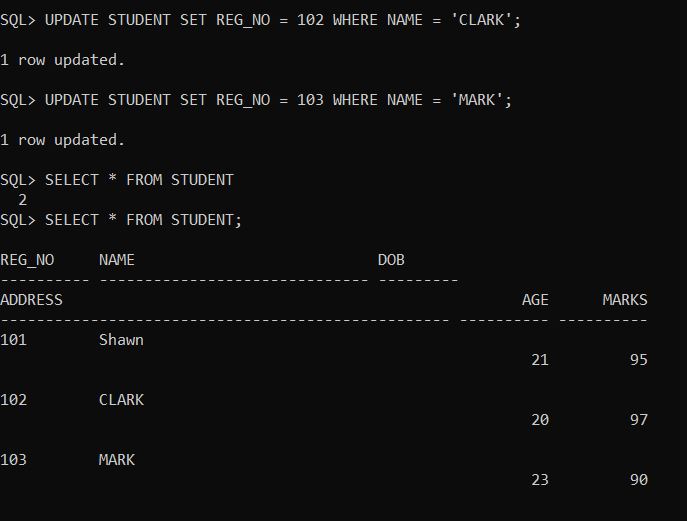 SQL> UPDATE STUDENT SET REG_NO = 102 WHERE NAME = 'CLARK';
1 row updated.
SQL> UPDATE STUDENT SET REG_NO = 103 WHERE NAME = 'MARK';
1 row updated.
SQL> SELECT * FROM STUDENT
  2
SQL> SELECT * FROM STUDENT;
REG_NO     NAME                           DOB
---------- ------------------------------ ---------
ADDRESS                                                   AGE      MARKS
-------------------------------------------------- ---------- ----------
101        Shawn
                                                           21         95
102        CLARK
                                                           20         97
103        MARK
                                                           23         90